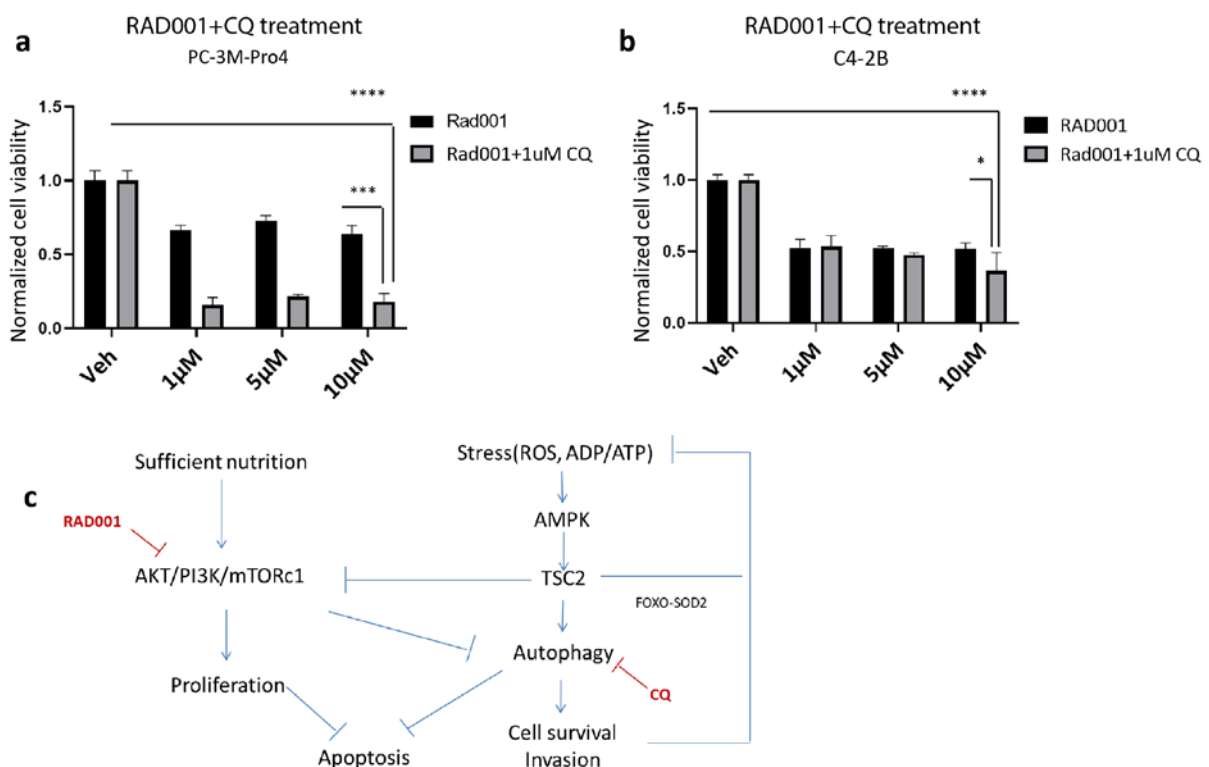 a
RAD001+CQ treatment
PC-3M-Pro4
Normalized cell viability
1.5
1.0
0.5
0.0
****
***
Rad001
Rad001+1uM CQ
Veh
1µM
5µM
10µM
b
RAD001+CQ treatment
C4-2B
Normalized cell viability
1.5
1.0
0.5
0.0
****
*
RAD001
Rad001+1uM CQ
Veh
1µM
5µM
10µM
c
Sufficient nutrition
Stress(ROS, ADP/ATP)
RAD001
AMPK
AKT/PI3K/mTORc1
TSC2
FOXO-SOD2
Autophagy
Proliferation
CQ
Cell survival
Invasion
Apoptosis